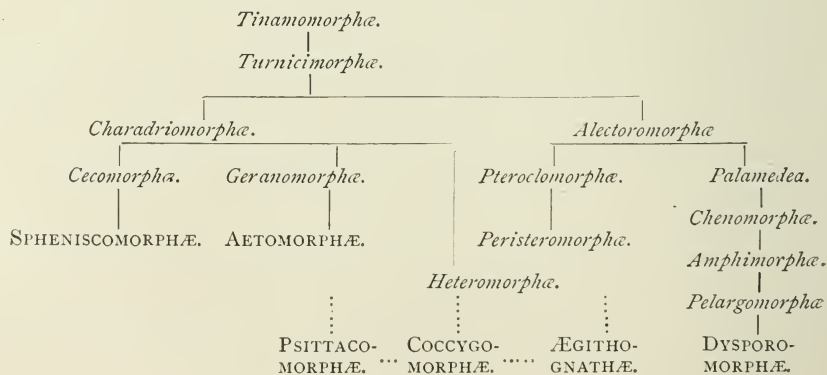 Tinamomorphæ.
Turnicimorphæ.
Charadriomorphæ. Alectoromorphæ
Cecomorphæ. Geranomorphæ. Pteroclomorphæ. Palamedea.
Chenomorphæ.
SPHENISCOMORPHÆ. AETOMORPHÆ. Peristeromorphæ.
Amphimorphæ.
Heteromorphæ.
Pelargomorphæ
PSITTACO- COCCYGO- ÆGITHO- DYSPORO-
MORPHÆ. MORPHÆ. GNATHÆ. MORPHÆ.